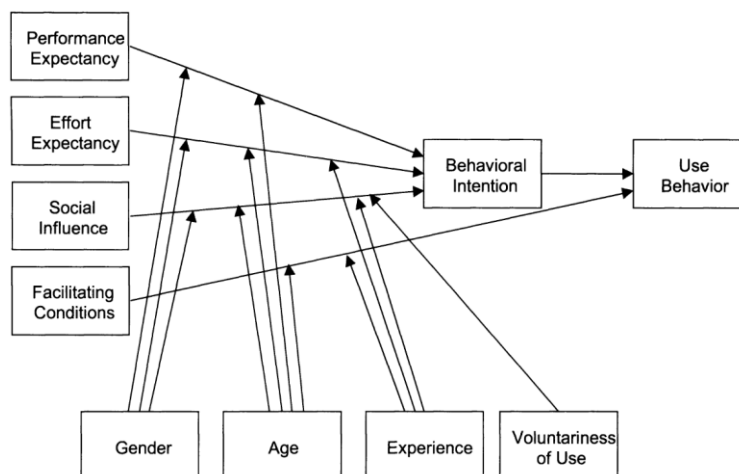 Performance
Expectancy
Effort
Expectancy
Social
Influence
Facilitating
Conditions
Behavioral
Intention
Use
Behavior
Gender
Age
Experience
Voluntariness
of Use